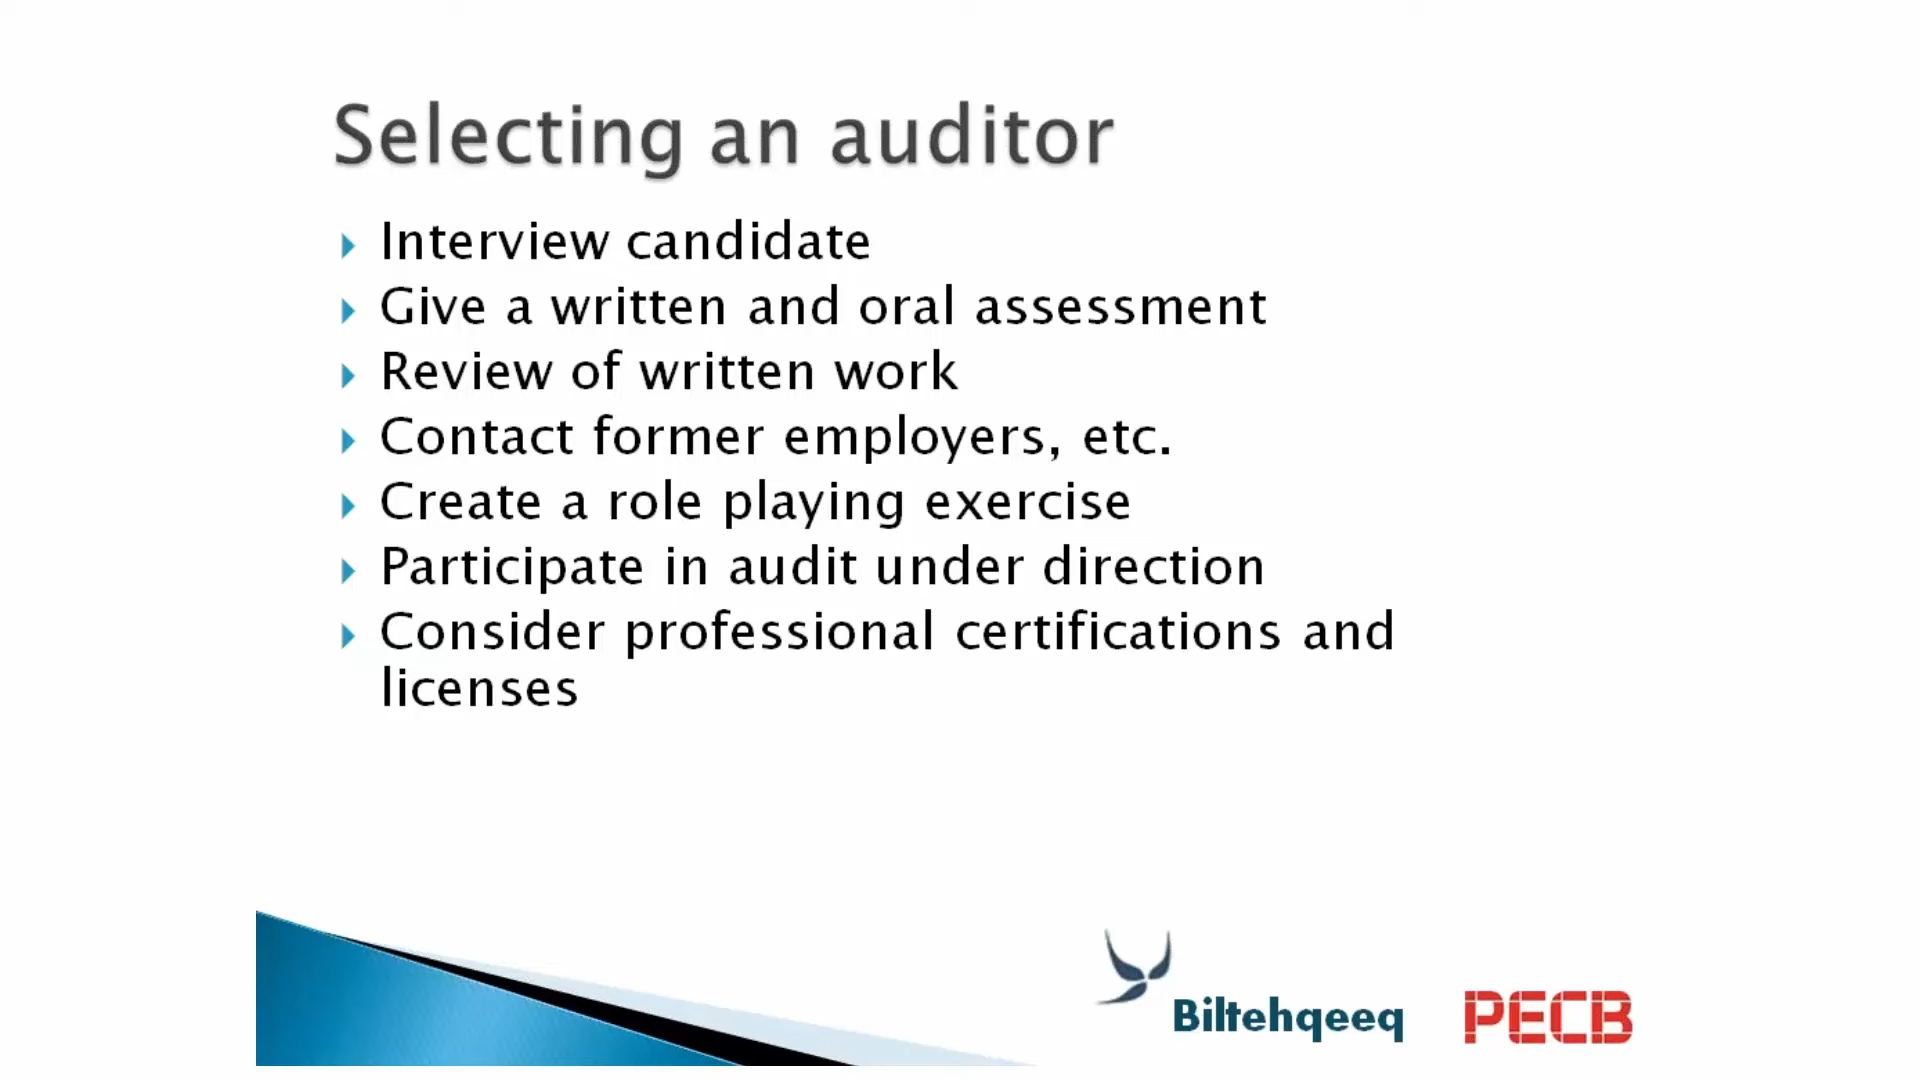 Selecting an auditor
Interview candidate
Give a written and oral assessment
Review of written work
Contact former employers, etc.
Create a role playing exercise
Participate in audit under direction
Consider professional certifications and
licenses
Biltehqeeq
PECB